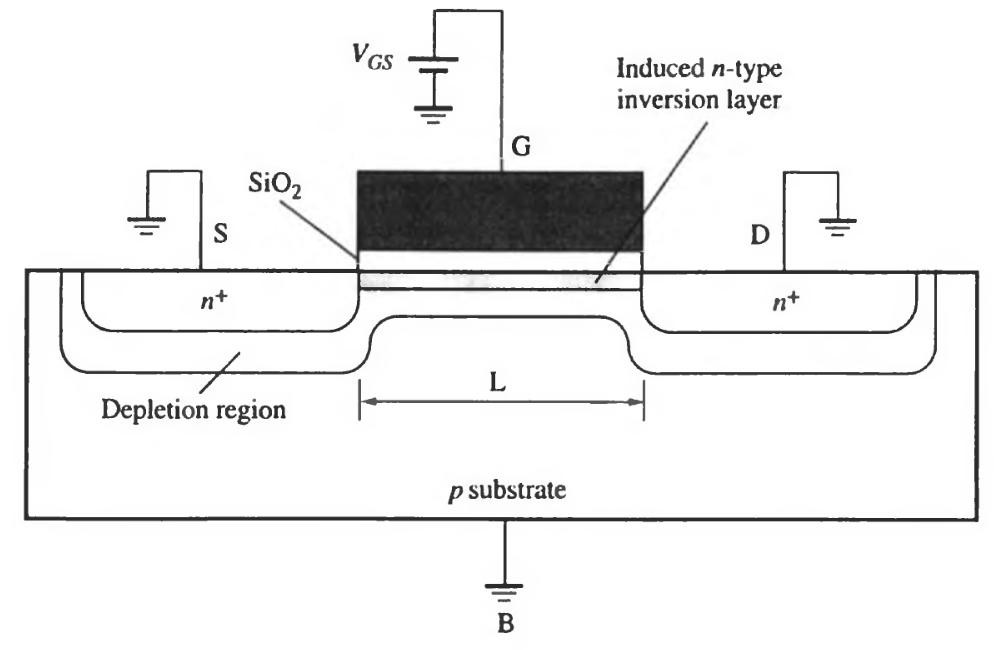 V_GS
Induced n-type
inversion layer
G
SiO₂
S
D
n⁺
n⁺
L
Depletion region
p substrate
B